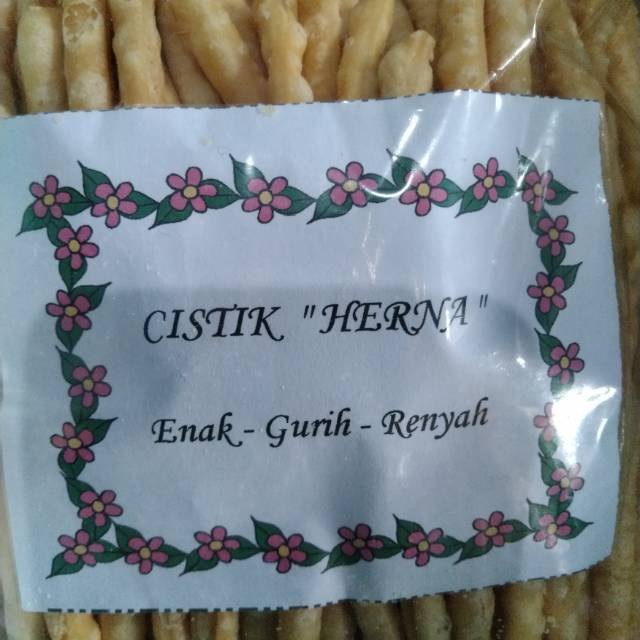 CISTIK "HERNA"
Enak - Gurih - Renyah